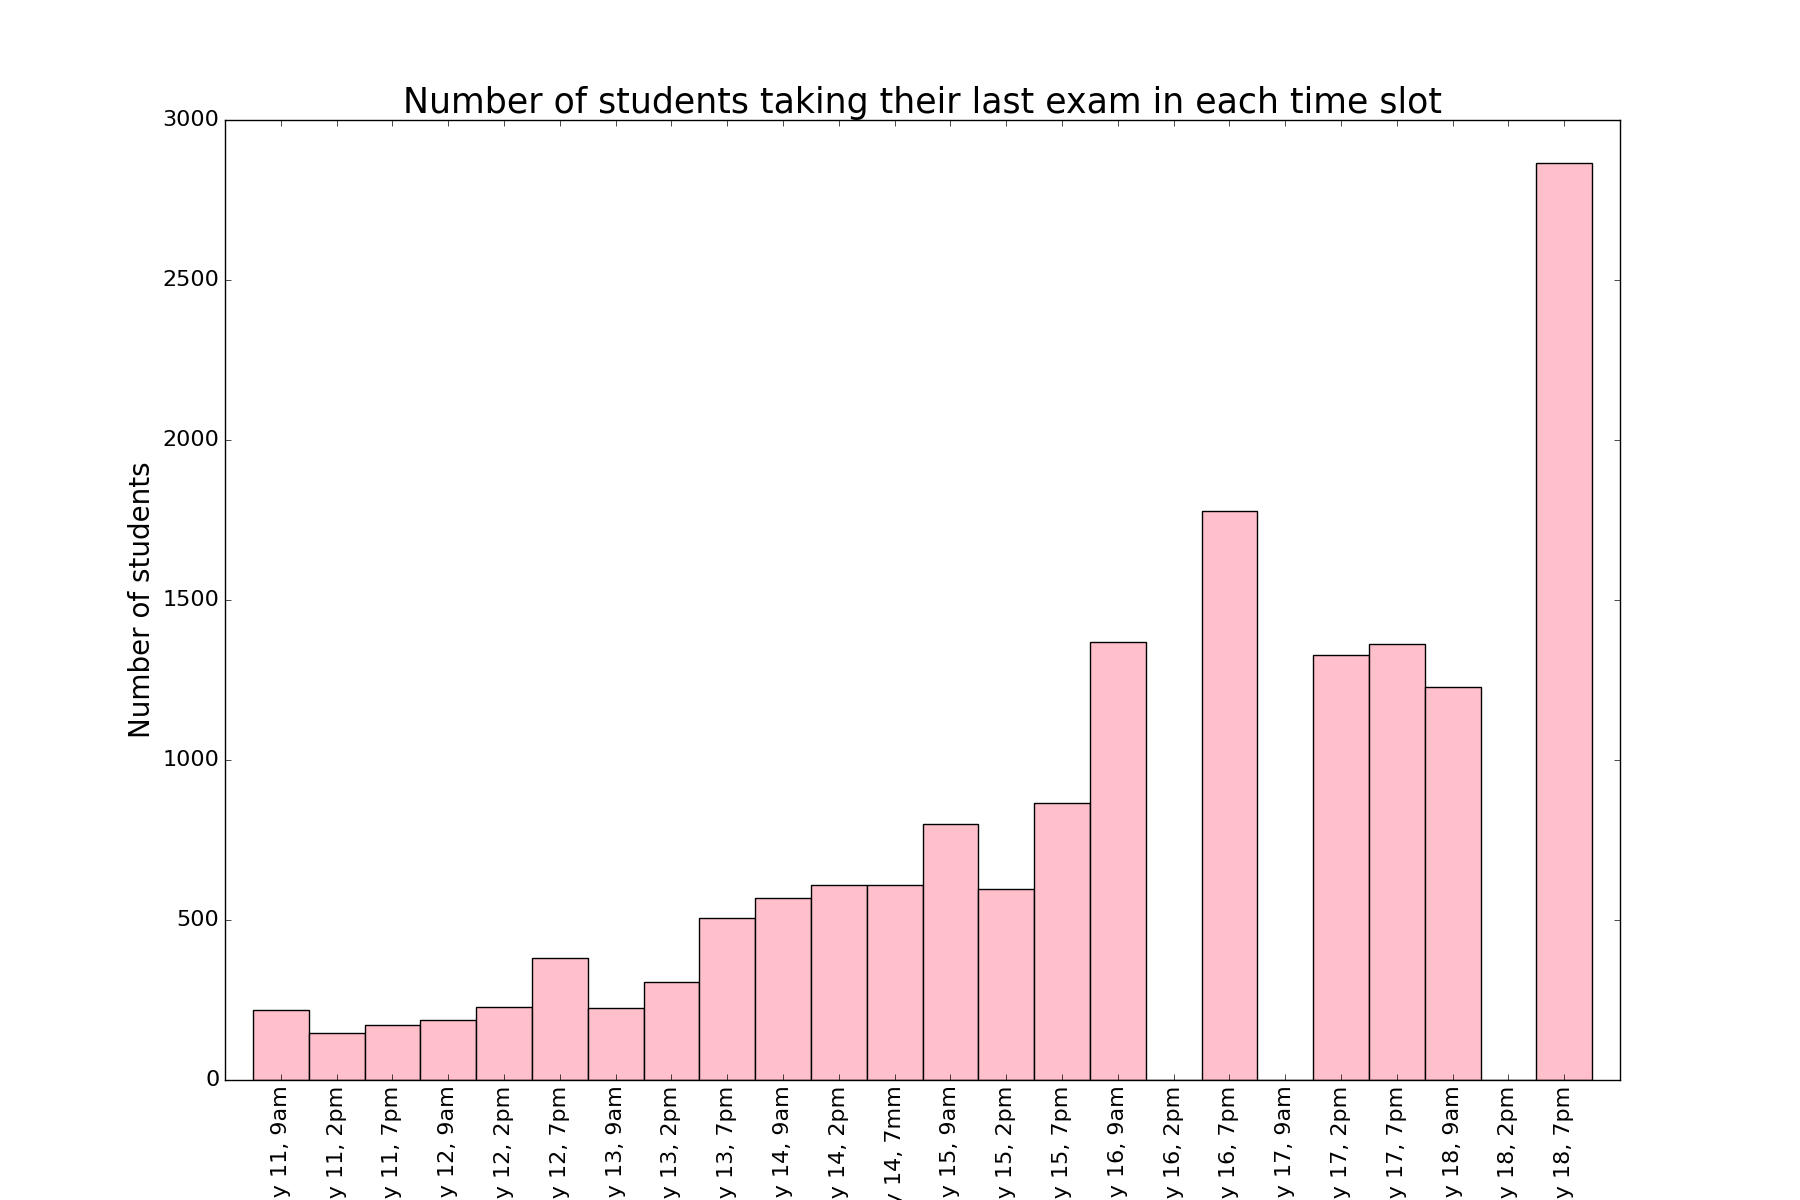 Number of students taking their last exam in each time slot
Number of students
3000
2500
2000
1500
1000
500
0
y 11, 9am
y 11, 2pm
y 11, 7pm
y 12, 9am
y 12, 2pm
y 12, 7pm
y 13, 9am
y 13, 2pm
y 13, 7pm
y 14, 9am
y 14, 2pm
y 14, 7mm
y 15, 9am
y 15, 2pm
y 15, 7pm
y 16, 9am
y 16, 2pm
y 16, 7pm
y 17, 9am
y 17, 2pm
y 17, 7pm
y 18, 9am
y 18, 2pm
y 18, 7pm